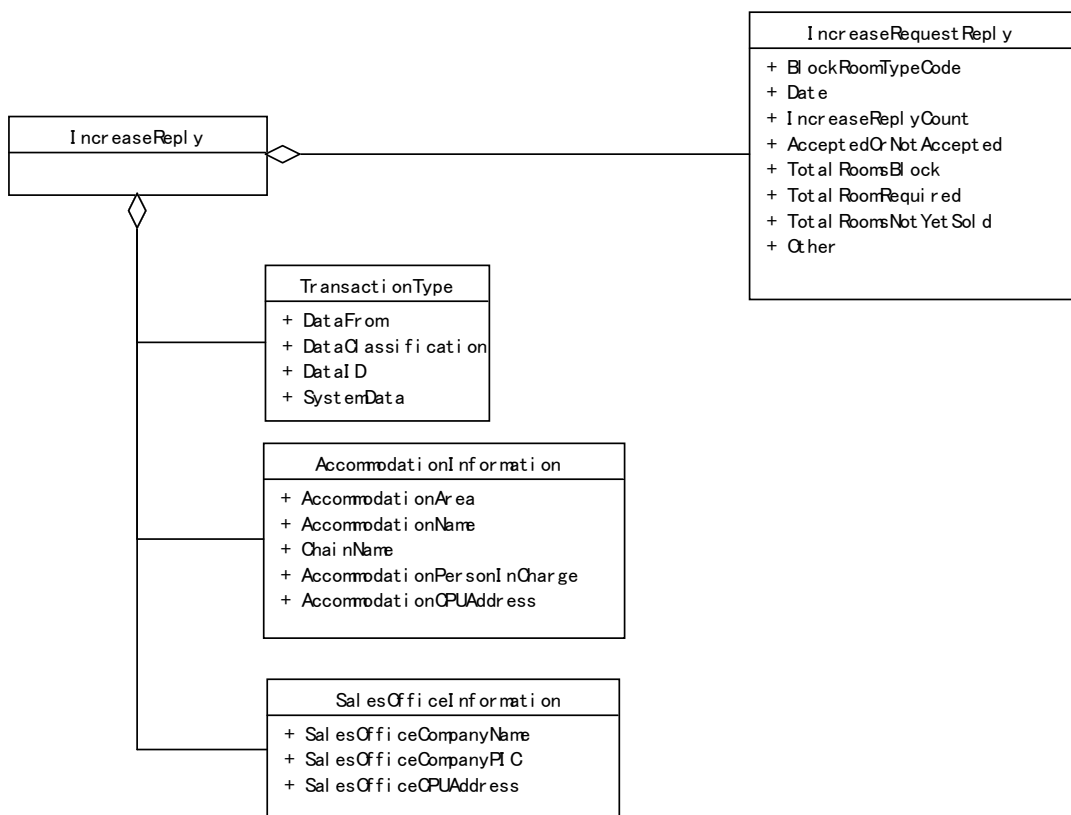 IncreaseRequestReply
+ BlockRoomTypeCode
+ Date
+ IncreaseReplyCount
+ AcceptedOrNotAccepted
+ TotalRoomsBlock
+ TotalRoomRequired
+ TotalRoomsNotYetSold
+ Other
IncreaseReply
TransactionType
+ DataFrom
+ DataClassification
+ DataID
+ SystemData
AccommodationInformation
+ AccommodationArea
+ AccommodationName
+ ChainName
+ AccommodationPersonInCharge
+ AccommodationCPUAddress
SalesOfficeInformation
+ SalesOfficeCompanyName
+ SalesOfficeCompanyPIC
+ SalesOfficeCPUAddress